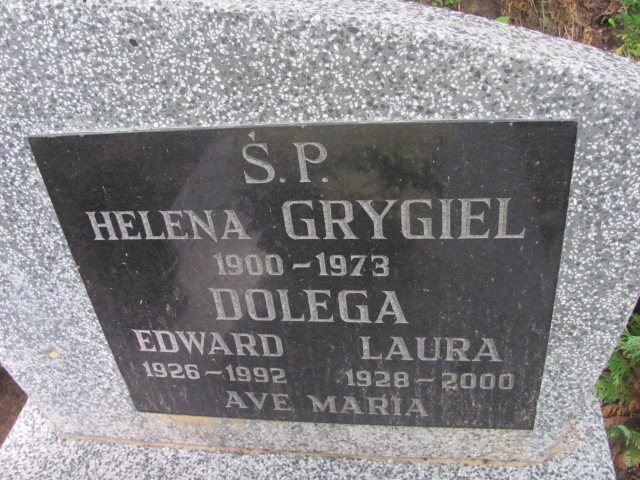 Ś.P.
HELENA GRYGIEL
1900-1973
DOLEGA
EDWARD LAURA
1926-1992 1928-2000
AVE MARIA